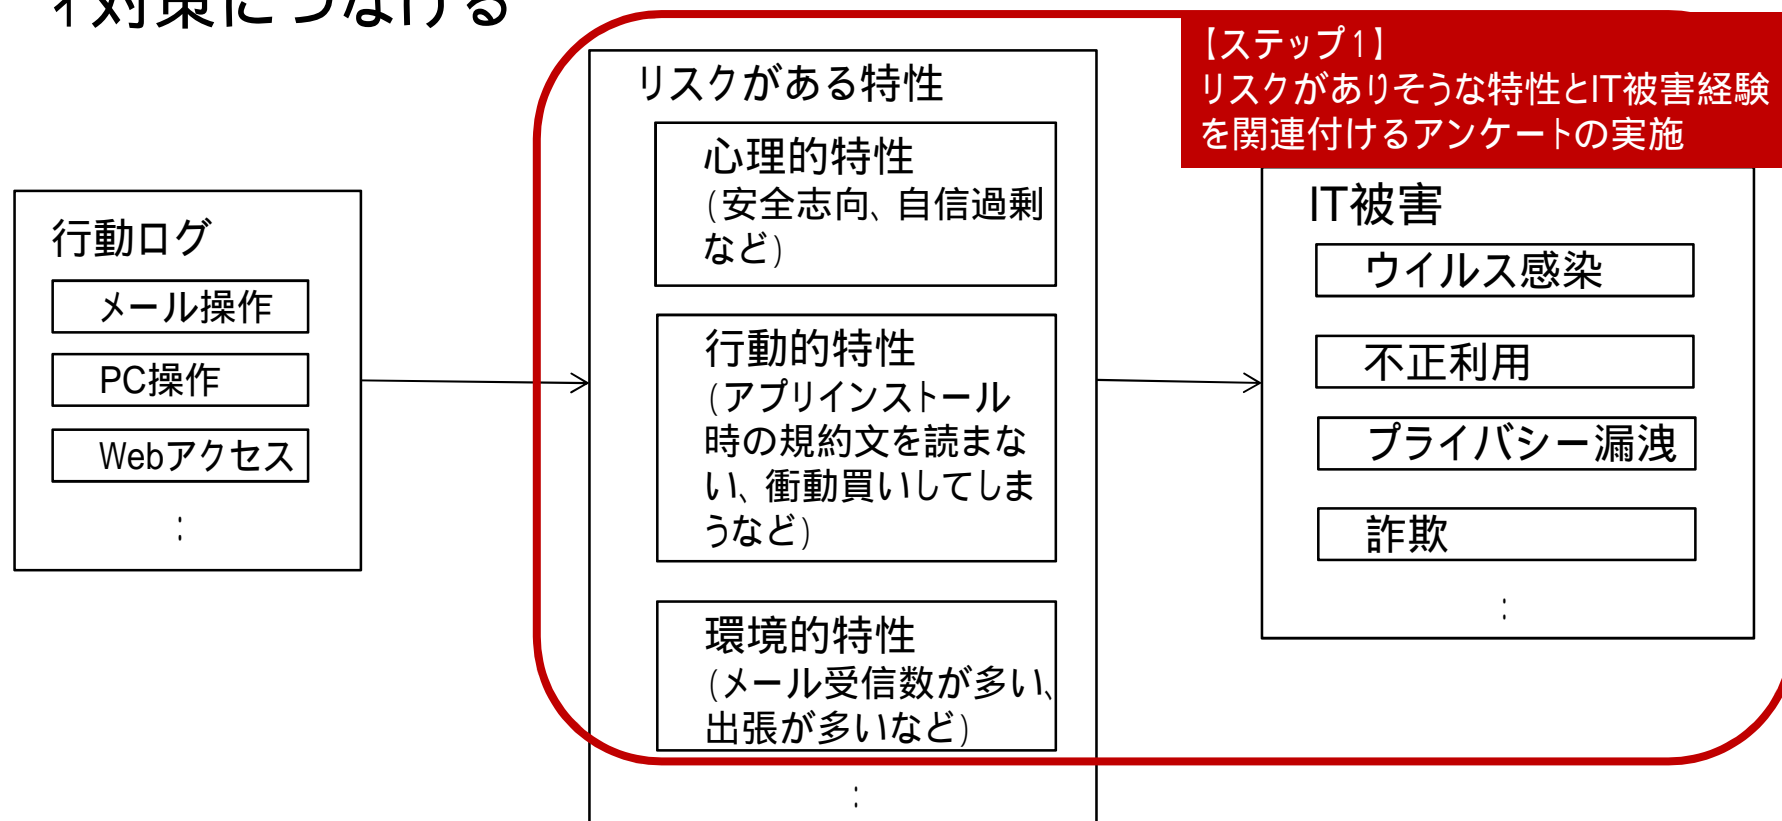 ィ対策につなげる
【ステップ1】
リスクがありそうな特性とIT被害経験
を関連付けるアンケートの実施
行動ログ
メール操作
PC操作
Webアクセス
:
リスクがある特性
心理的特性
(安全志向、自信過剰
など)
行動的特性
(アプリインストール
時の規約文を読まな
い、衝動買いしてしま
うなど)
環境的特性
(メール受信数が多い、
出張が多いなど)
:
IT被害
ウイルス感染
不正利用
プライバシー漏洩
詐欺
: